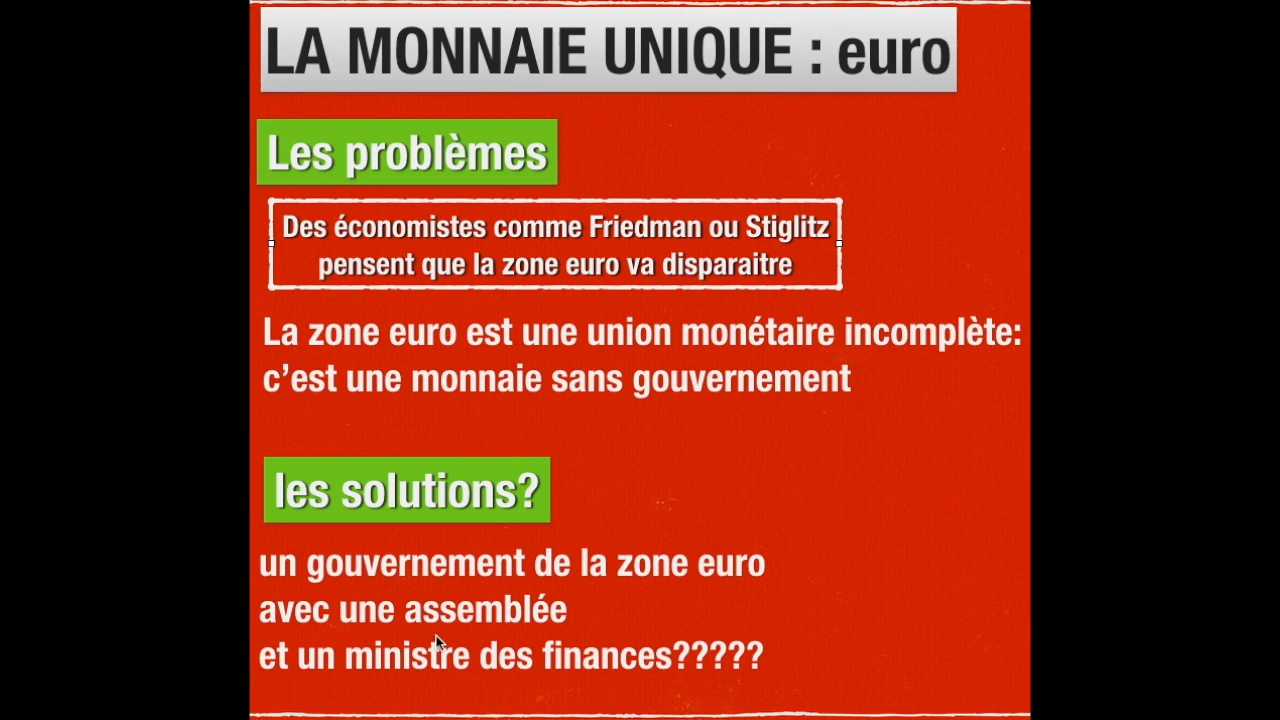 LA MONNAIE UNIQUE : euro
Les problèmes
Des économistes comme Friedman ou Stiglitz
pensent que la zone euro va disparaitre
La zone euro est une union monétaire incomplète:
c’est une monnaie sans gouvernement
les solutions?
un gouvernement de la zone euro
avec une assemblée
et un ministre des finances?????